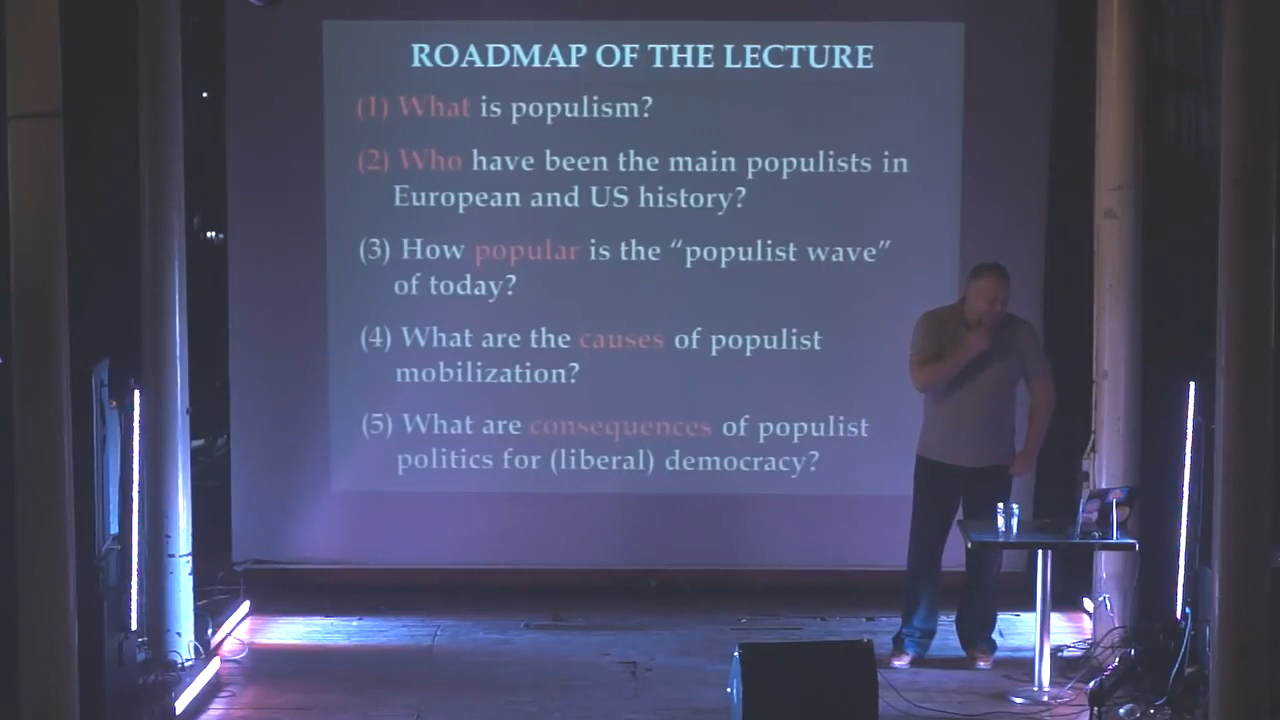 ROADMAP OF THE LECTURE
(1) What is populism?
(2) Who have been the main populists in
European and US history?
(3) How popular is the “populist wave”
of today?
(4) What are the causes of populist
mobilization?
(5) What are consequences of populist
politics for (liberal) democracy?